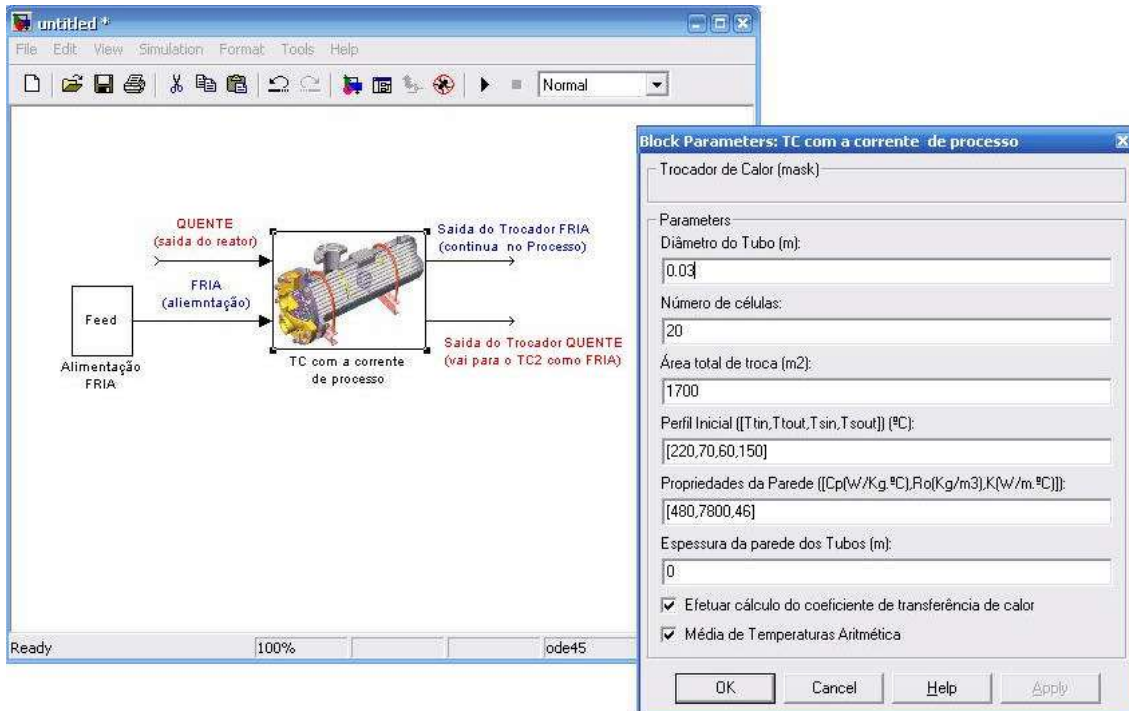 untitled *
File Edit View Simulation Format Tools Help
Normal
QUENTE
(saida do reator)
FRIA
(aliemntação)
Feed
Alimentação
FRIA
TC com a corrente
de processo
Saida do Trocador FRIA
(continua no Processo)
Saida do Trocador QUENTE
(vai para o TC2 como FRIA)
Ready 100% ode45
Block Parameters: TC com a corrente de processo
Trocador de Calor (mask)
Parameters
Diâmetro do Tubo (m):
0.03
Número de células:
20
Área total de troca (m2):
1700
Perfil Inicial ([Ttin,Ttout,Tsin,Tsout]) (ºC):
[220,70,60,150]
Propriedades da Parede ([Cp(W/Kg.ºC),Ro(Kg/m3),K(W/m.ºC)]):
[480,7800,46]
Espessura da parede dos Tubos (m):
0
Efetuar cálculo do coeficiente de transferência de calor
Média de Temperaturas Aritmética
OK Cancel Help Apply